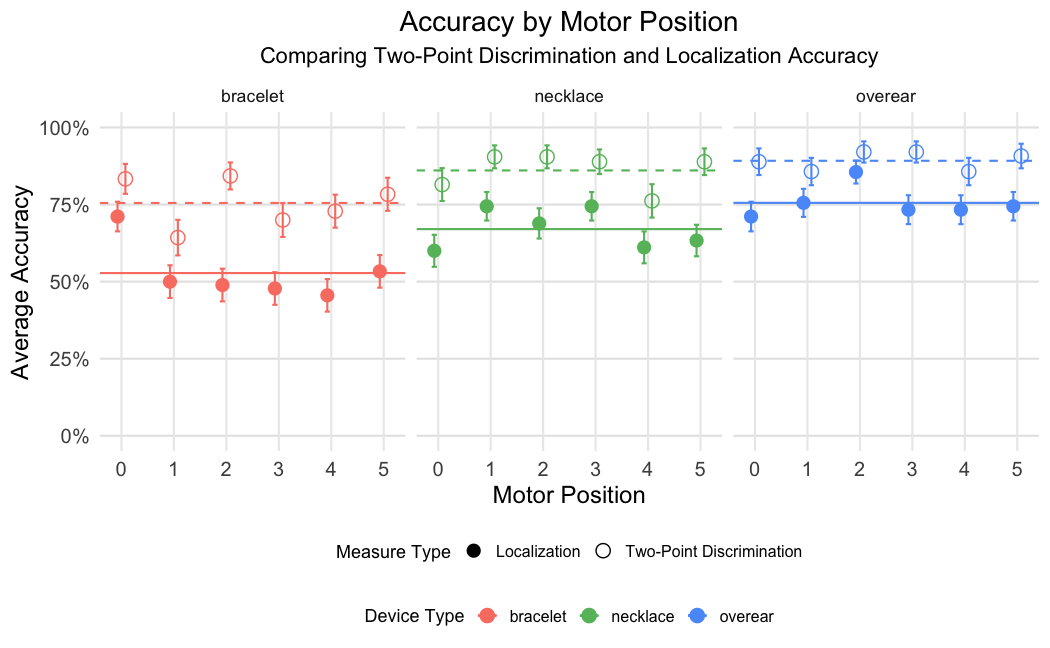 Accuracy by Motor Position
Comparing Two-Point Discrimination and Localization Accuracy
bracelet necklace overear
100%
75%
50%
25%
0%
Average Accuracy
0 1 2 3 4 5 0 1 2 3 4 5 0 1 2 3 4 5
Motor Position
Measure Type Localization Two-Point Discrimination
Device Type bracelet necklace overear